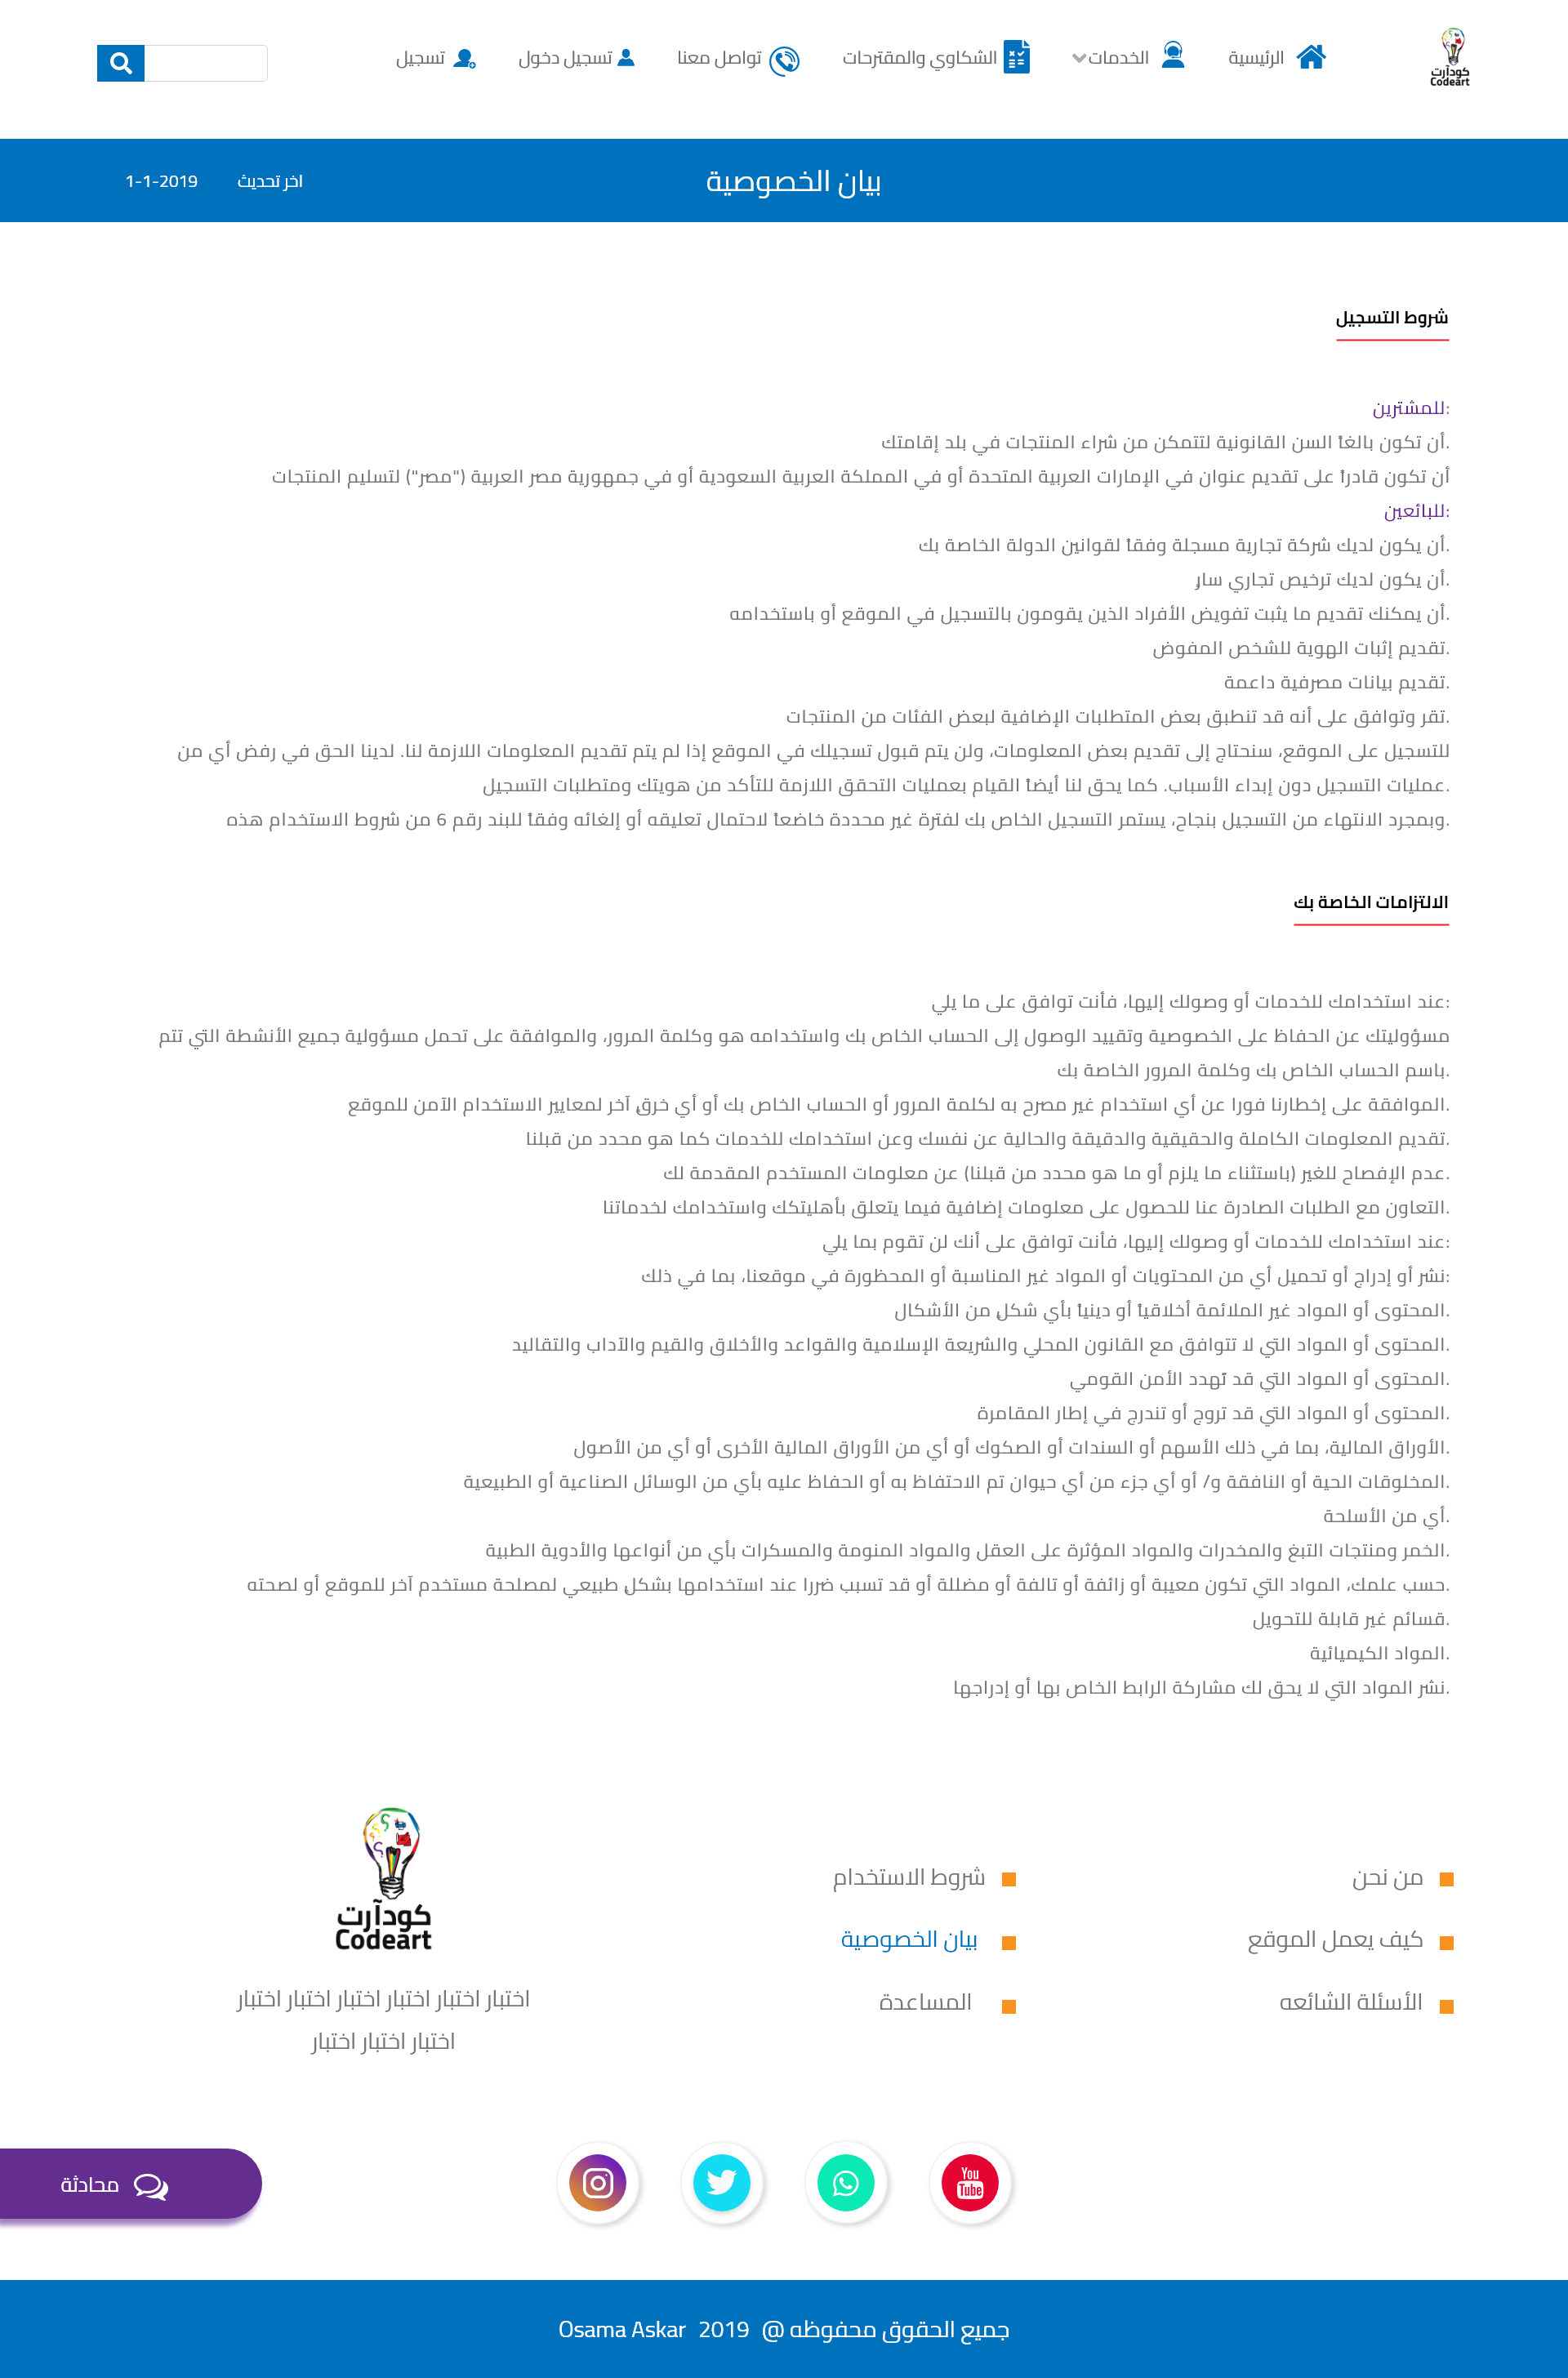 كودآرت
Codeart
الرئيسية
الخدمات
الشكاوي والمقترحات
تواصل معنا
تسجيل دخول
تسجيل
بيان الخصوصية
اخر تحديث 1-1-2019
شروط التسجيل
للمشترين:
أن تكون بالغاً السن القانونية لتتمكن من شراء المنتجات في بلد إقامتك.
أن تكون قادراً على تقديم عنوان في الإمارات العربية المتحدة أو في المملكة العربية السعودية أو في جمهورية مصر العربية ("مصر") لتسليم المنتجات
للبائعين:
أن يكون لديك شركة تجارية مسجلة وفقاً لقوانين الدولة الخاصة بك.
أن يكون لديك ترخيص تجاري سارٍ.
أن يمكنك تقديم ما يثبت تفويض الأفراد الذين يقومون بالتسجيل في الموقع أو باستخدامه.
تقديم إثبات الهوية للشخص المفوض.
تقديم بيانات مصرفية داعمة.
تقر وتوافق على أنه قد تنطبق بعض المتطلبات الإضافية لبعض الفئات من المنتجات.
للتسجيل على الموقع، سنحتاج إلى تقديم بعض المعلومات، ولن يتم قبول تسجيلك في الموقع إذا لم يتم تقديم المعلومات اللازمة لنا. لدينا الحق في رفض أي من
عمليات التسجيل دون إبداء الأسباب. كما يحق لنا أيضاً القيام بعمليات التحقق اللازمة للتأكد من هويتك ومتطلبات التسجيل.
وبمجرد الانتهاء من التسجيل بنجاح، يستمر التسجيل الخاص بك لفترة غير محددة خاضعاً لاحتمال تعليقه أو إلغائه وفقاً للبند رقم 6 من شروط الاستخدام هذه.
الالتزامات الخاصة بك
عند استخدامك للخدمات أو وصولك إليها، فأنت توافق على ما يلي:
مسؤوليتك عن الحفاظ على الخصوصية وتقييد الوصول إلى الحساب الخاص بك واستخدامه هو وكلمة المرور، والموافقة على تحمل مسؤولية جميع الأنشطة التي تتم
باسم الحساب الخاص بك وكلمة المرور الخاصة بك.
الموافقة على إخطارنا فورا عن أي استخدام غير مصرح به لكلمة المرور أو الحساب الخاص بك أو أي خرقٍ آخر لمعايير الاستخدام الآمن للموقع.
تقديم المعلومات الكاملة والحقيقية والدقيقة والحالية عن نفسك وعن استخدامك للخدمات كما هو محدد من قبلنا.
عدم الإفصاح للغير (باستثناء ما يلزم أو ما هو محدد من قبلنا) عن معلومات المستخدم المقدمة لك.
التعاون مع الطلبات الصادرة عنا للحصول على معلومات إضافية فيما يتعلق بأهليتكك واستخدامك لخدماتنا.
عند استخدامك للخدمات أو وصولك إليها، فأنت توافق على أنك لن تقوم بما يلي:
نشر أو إدراج أو تحميل أي من المحتويات أو المواد غير المناسبة أو المحظورة في موقعنا، بما في ذلك:
المحتوى أو المواد غير الملائمة أخلاقياً أو دينياً بأي شكلٍ من الأشكال.
المحتوى أو المواد التي لا تتوافق مع القانون المحلي والشريعة الإسلامية والقواعد والأخلاق والقيم والآداب والتقاليد.
المحتوى أو المواد التي قد تُهدد الأمن القومي.
المحتوى أو المواد التي قد تروج أو تندرج في إطار المقامرة.
الأوراق المالية، بما في ذلك الأسهم أو السندات أو الصكوك أو أي من الأوراق المالية الأخرى أو أي من الأصول.
المخلوقات الحية أو النافقة و/ أو أي جزء من أي حيوان تم الاحتفاظ به أو الحفاظ عليه بأي من الوسائل الصناعية أو الطبيعية.
أي من الأسلحة.
الخمر ومنتجات التبغ والمخدرات والمواد المؤثرة على العقل والمواد المنومة والمسكرات بأي من أنواعها والأدوية الطبية.
حسب علمك، المواد التي تكون معيبة أو زائفة أو تالفة أو مضللة أو قد تسبب ضررا عند استخدامها بشكلٍ طبيعي لمصلحة مستخدم آخر للموقع أو لصحته.
قسائم غير قابلة للتحويل.
المواد الكيميائية.
نشر المواد التي لا يحق لك مشاركة الرابط الخاص بها أو إدراجها.
من نحن
كيف يعمل الموقع
الأسئلة الشائعه
شروط الاستخدام
بيان الخصوصية
المساعدة
كودآرت
Codeart
اختبار اختبار اختبار اختبار اختبار اختبار
اختبار اختبار اختبار
You
Tube
محادثة
جميع الحقوق محفوظه @ 2019 Osama Askar